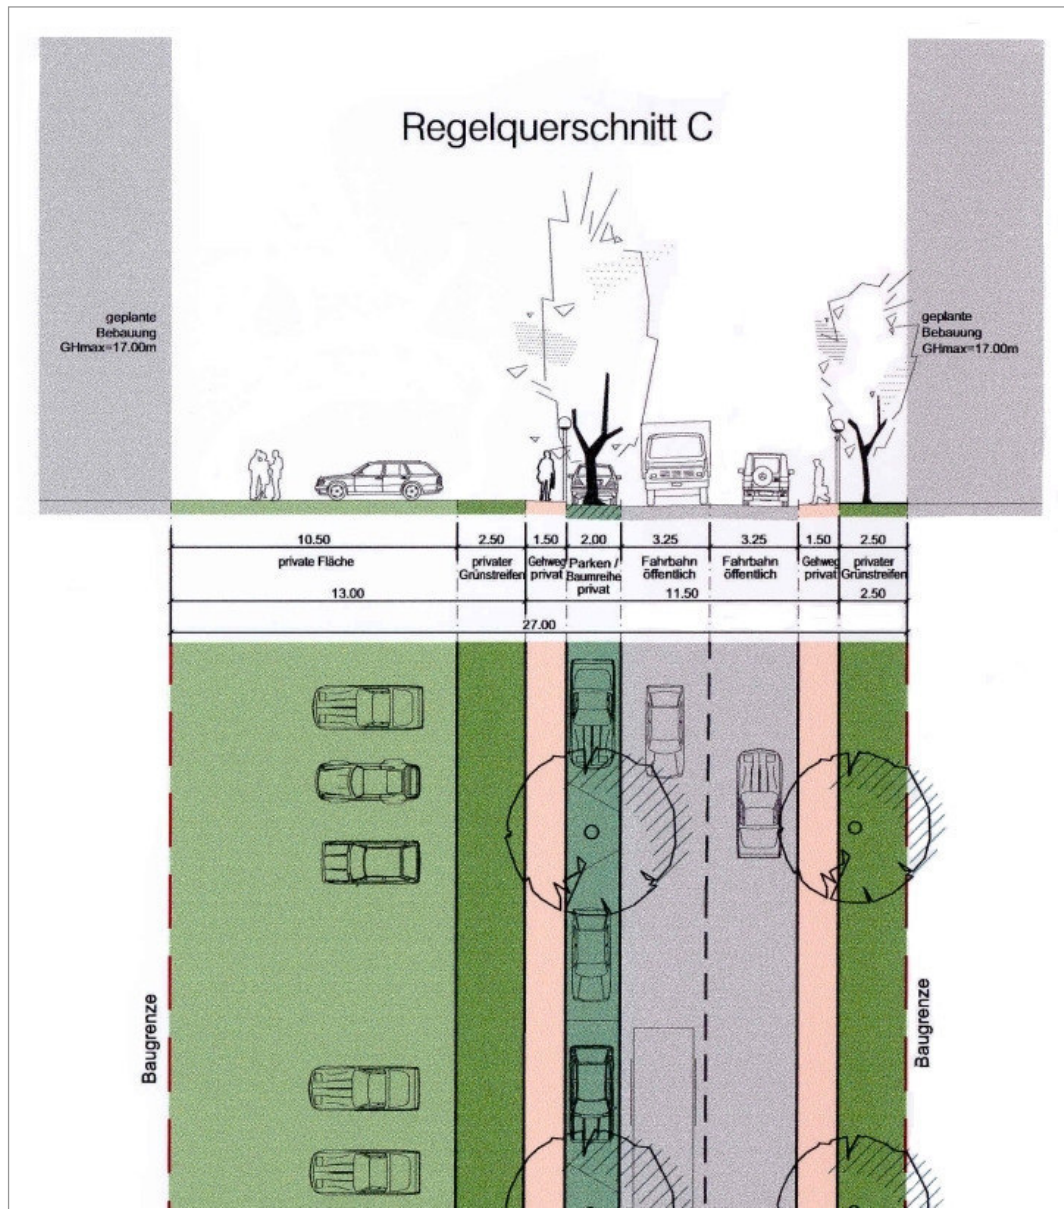 Regelquerschnitt C
geplante
Bebauung
GHmax=17.00m
geplante
Bebauung
GHmax=17.00m
10.50
2.50
1.50
2.00
3.25
3.25
1.50
2.50
private Fläche
privater
Grünstreifen
Gehweg
privat
Parken /
Baumreihe
privat
Fahrbahn
öffentlich
Fahrbahn
öffentlich
Gehweg
privat
privater
Grünstreifen
13.00
11.50
2.50
27.00
Baugrenze
Baugrenze